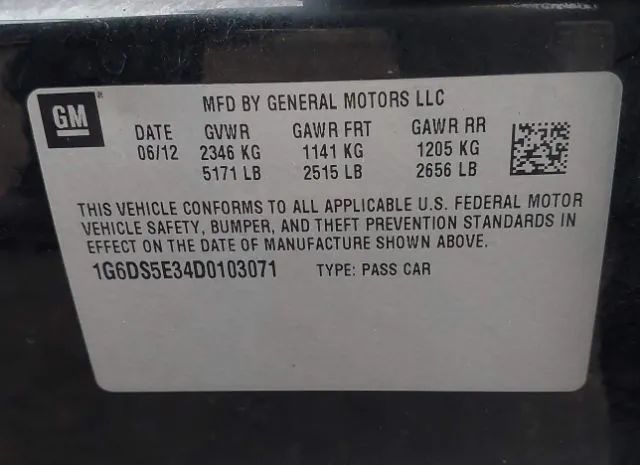 GM ®
MFD BY GENERAL MOTORS LLC
DATE GVWR GAWR FRT GAWR RR
06/12 2346 KG 1141 KG 1205 KG
5171 LB 2515 LB 2656 LB
THIS VEHICLE CONFORMS TO ALL APPLICABLE U.S. FEDERAL MOTOR
VEHICLE SAFETY, BUMPER, AND THEFT PREVENTION STANDARDS IN
EFFECT ON THE DATE OF MANUFACTURE SHOWN ABOVE.
1G6DS5E34D0103071 TYPE: PASS CAR